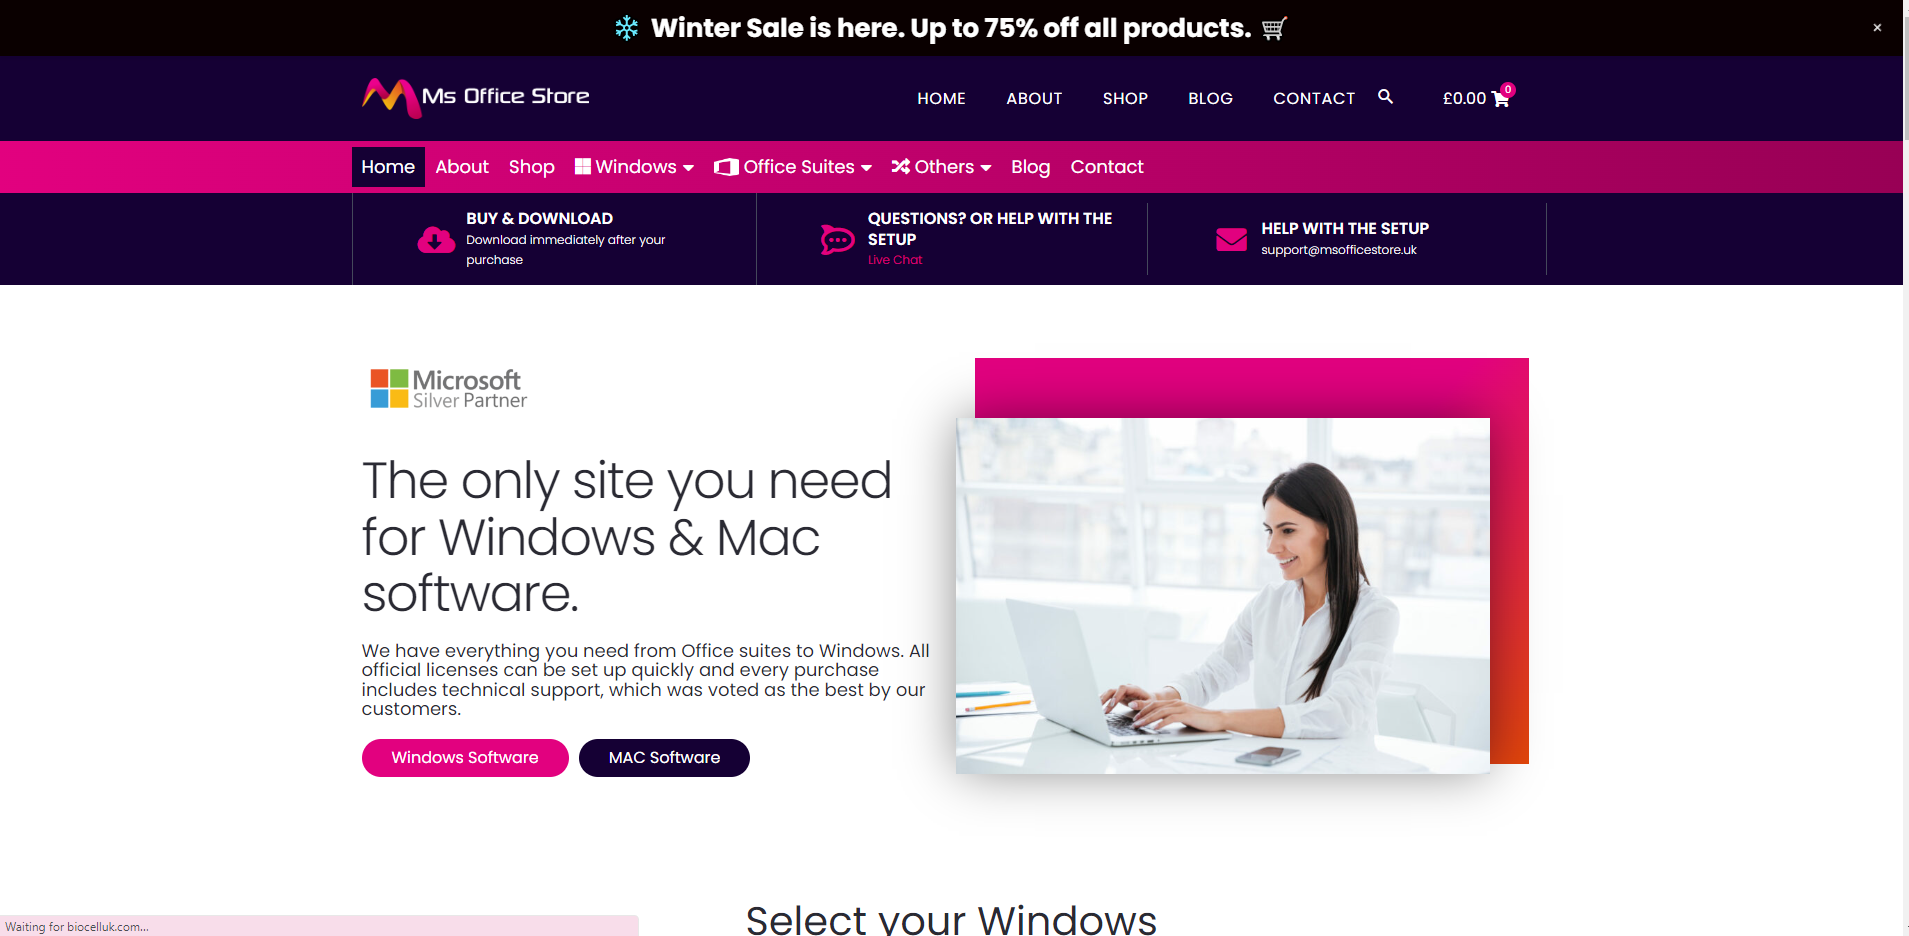 Winter Sale is here. Up to 75% off all products.
×
Ms Office Store
HOME ABOUT SHOP BLOG CONTACT £0.00 0
Home About Shop Windows Office Suites Others Blog Contact
BUY & DOWNLOAD
Download immediately after your
purchase
QUESTIONS? OR HELP WITH THE
SETUP
Live Chat
HELP WITH THE SETUP
support@msofficestore.uk
Microsoft
Silver Partner
The only site you need
for Windows & Mac
software.
We have everything you need from Office suites to Windows. All
official licenses can be set up quickly and every purchase
includes technical support, which was voted as the best by our
customers.
Windows Software MAC Software
Select your Windows
Waiting for biocelluk.com...